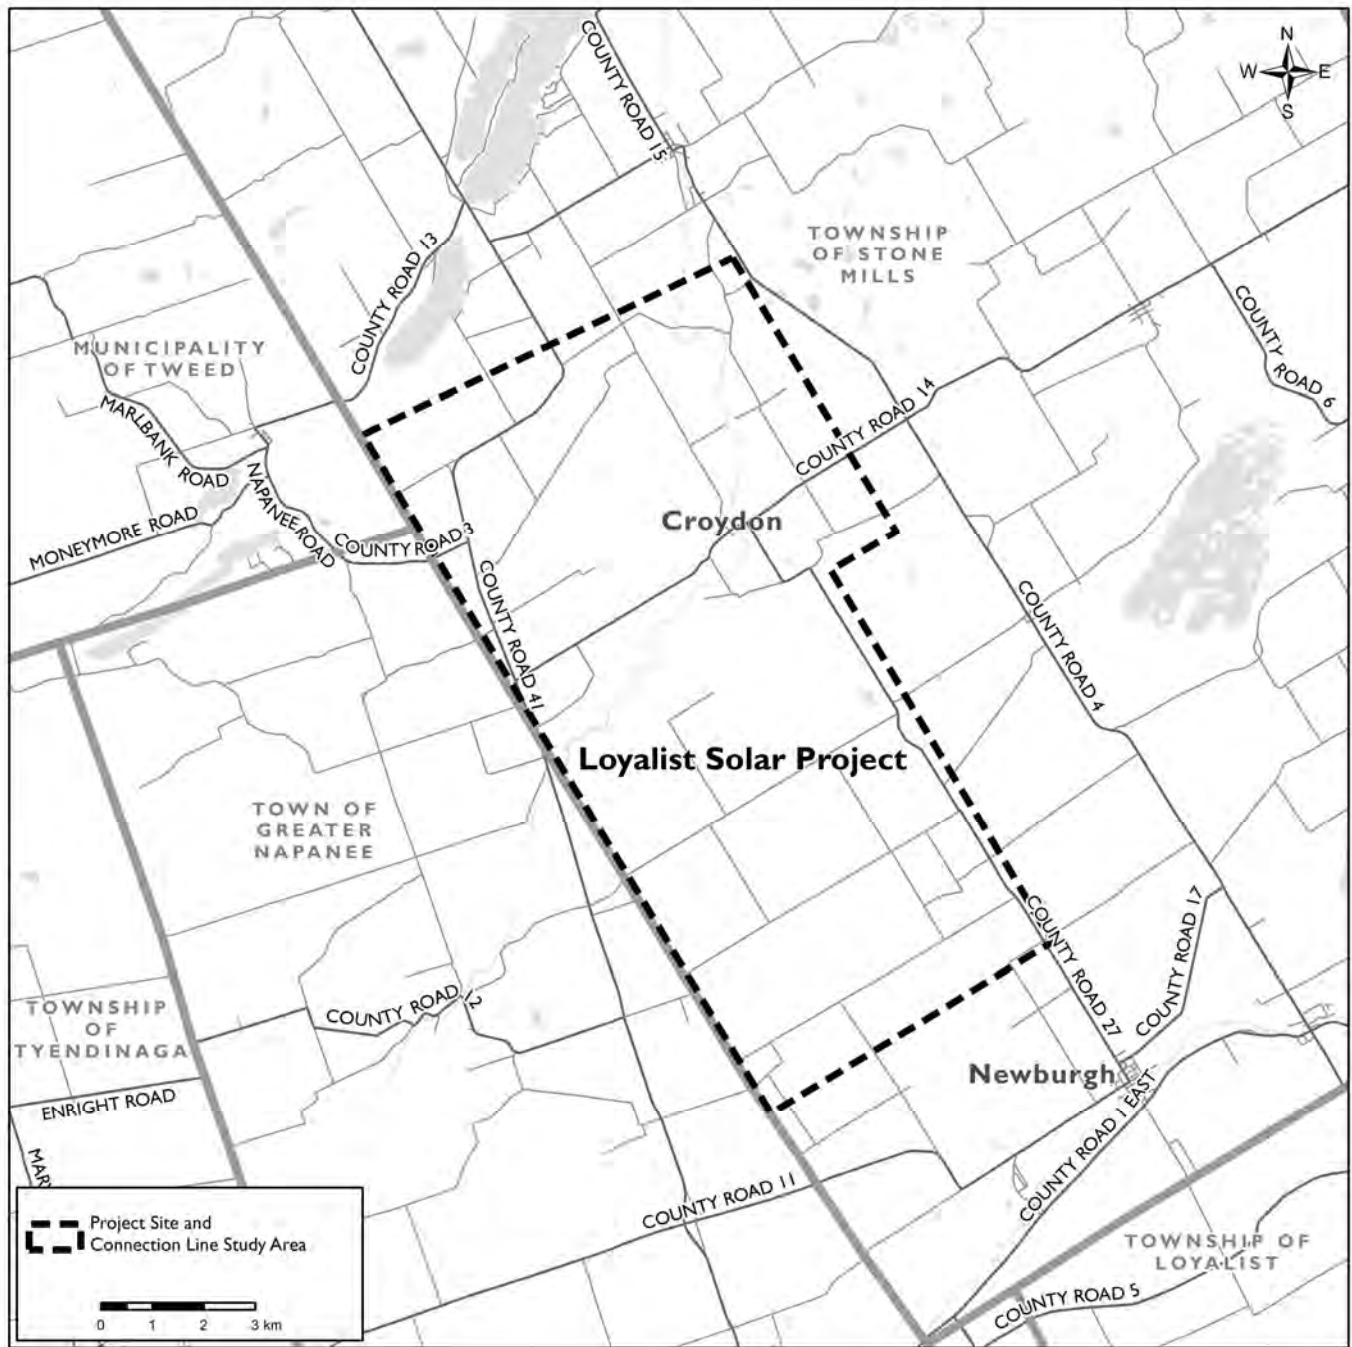 N
W E
S
COUNTY ROAD 15
TOWNSHIP
OF STONE
MILLS
COUNTY ROAD 13
COUNTY ROAD 6
MUNICIPALITY
OF TWEED
MARLBANK ROAD
COUNTY ROAD 14
NAPANEE ROAD
MONEYMORE ROAD
COUNTY ROAD 3
Croydon
COUNTY ROAD 41
COUNTY ROAD 4
Loyalist Solar Project
TOWN OF
GREATER
NAPANEE
COUNTY ROAD 17
COUNTY ROAD 27
TOWNSHIP
OF
TYENDINAGA
COUNTY ROAD 12
Newburgh
ENRIGHT ROAD
COUNTY ROAD 1 EAST
MARY
COUNTY ROAD 11
TOWNSHIP OF
LOYALIST
COUNTY ROAD 5
Project Site and
Connection Line Study Area
0 1 2 3 km